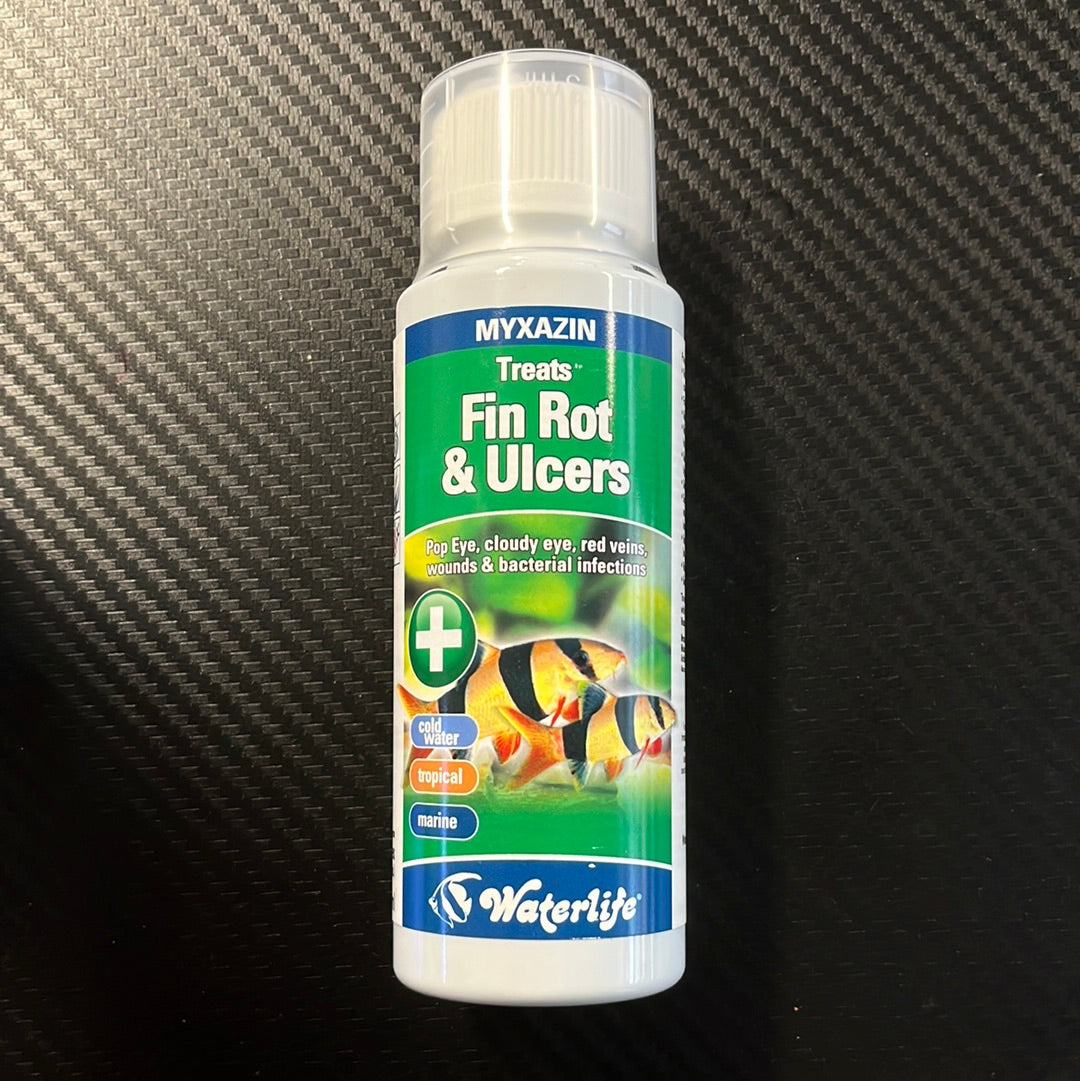 MYXAZIN
Treats
Fin Rot
& Ulcers
Pop Eye, cloudy eye, red veins,
wounds & bacterial infections
cold
water
tropical
marine
Waterlife